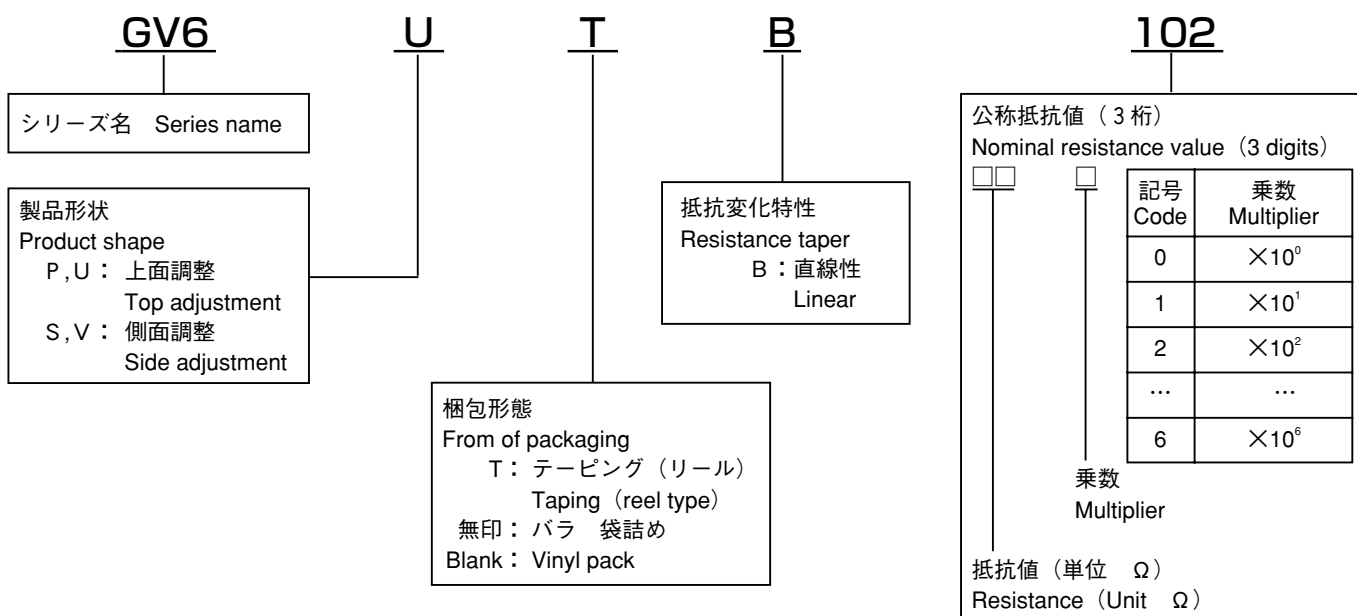 GV6 U T B 102
シリーズ名 Series name
製品形状
Product shape
P,U： 上面調整
Top adjustment
S,V： 側面調整
Side adjustment
梱包形態
From of packaging
T： テーピング（リール）
Taping（reel type）
無印： バラ 袋詰め
Blank： Vinyl pack
抵抗変化特性
Resistance taper
B：直線性
Linear
公称抵抗値（3桁）
Nominal resistance value（3 digits）
□□ □
記号 乗数
Code Multiplier
0 ×10⁰
1 ×10¹
2 ×10²
… …
6 ×10⁶
乗数
Multiplier
抵抗値（単位 Ω）
Resistance（Unit Ω）